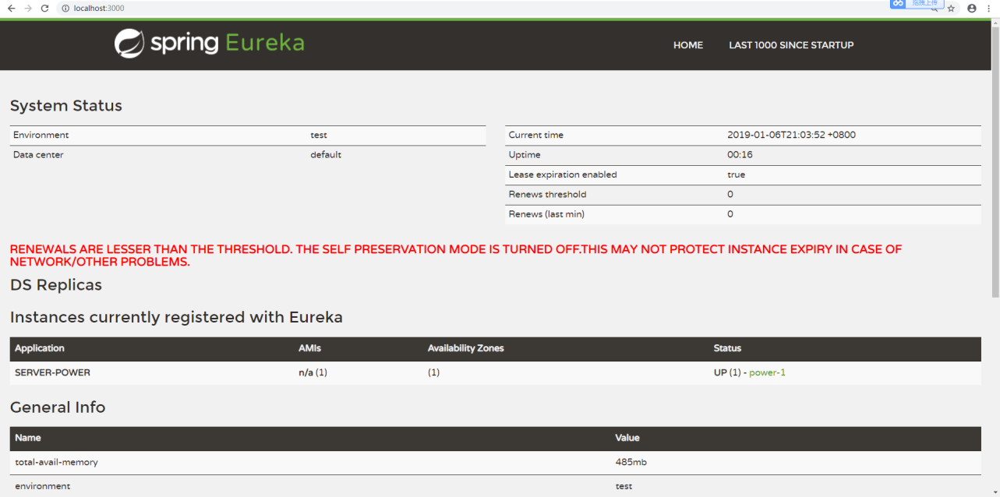 localhost:3000
拖拽上传
spring Eureka
HOME LAST 1000 SINCE STARTUP
System Status
Environment test
Data center default
Current time 2019-01-06T21:03:52 +0800
Uptime 00:16
Lease expiration enabled true
Renews threshold 0
Renews (last min) 0
RENEWALS ARE LESSER THAN THE THRESHOLD. THE SELF PRESERVATION MODE IS TURNED OFF.THIS MAY NOT PROTECT INSTANCE EXPIRY IN CASE OF
NETWORK/OTHER PROBLEMS.
DS Replicas
Instances currently registered with Eureka
Application AMIs Availability Zones Status
SERVER-POWER n/a (1) (1) UP (1) - power-1
General Info
Name Value
total-avail-memory 485mb
environment test